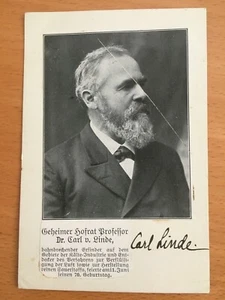 Geheimer Hofrat Professor
Dr. Carl v. Linde,
bahnbrechender Erfinder auf dem
Gebiete der Kälte-Industrie und Ent-
decker des Verfahrens zur Verflüssi-
gung der Luft sowie zur Herstellung
reinen Sauerstoffs, feierte am 11. Juni
seinen 70. Geburtstag.
Carl Linde.